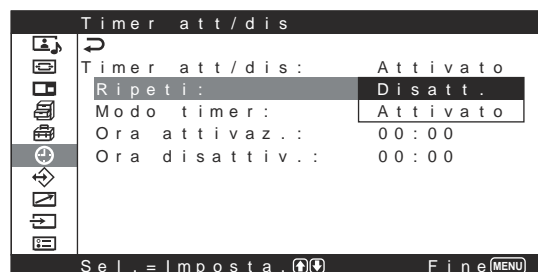 Timer att/dis
Timer att/dis: Attivato
Ripeti: Disatt.
Modo timer: Attivato
Ora attivaz.: 00:00
Ora disattiv.: 00:00
Sel.=Imposta. Fine MENU